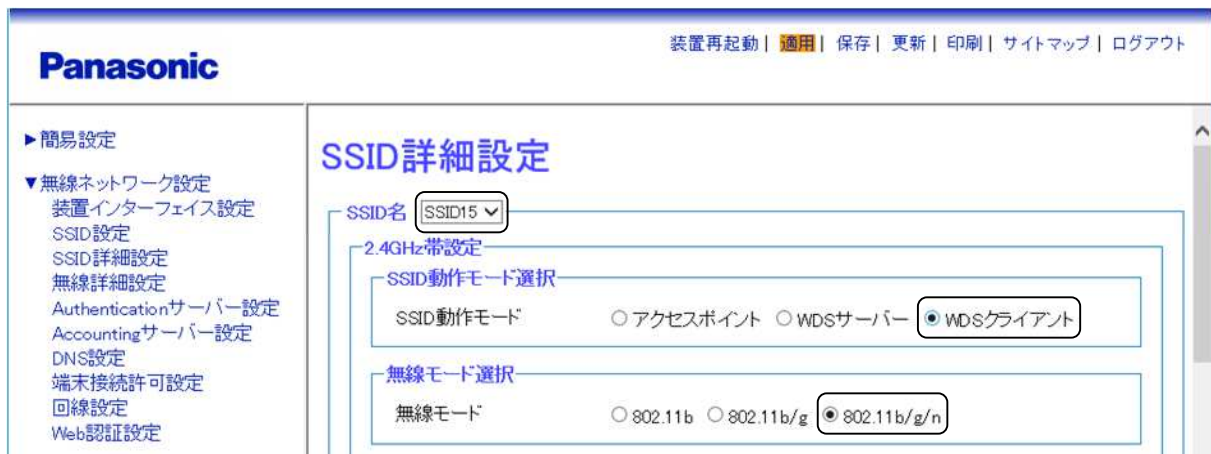 装置再起動| 適用| 保存| 更新| 印刷| サイトマップ| ログアウト
Panasonic
▶簡易設定
▼無線ネットワーク設定
装置インターフェイス設定
SSID設定
SSID詳細設定
無線詳細設定
Authenticationサーバー設定
Accountingサーバー設定
DNS設定
端末接続許可設定
回線設定
Web認証設定
SSID詳細設定
SSID名 SSID15
2.4GHz帯設定
SSID動作モード選択
SSID動作モード アクセスポイント WDSサーバー WDSクライアント
無線モード選択
無線モード 802.11b 802.11b/g 802.11b/g/n